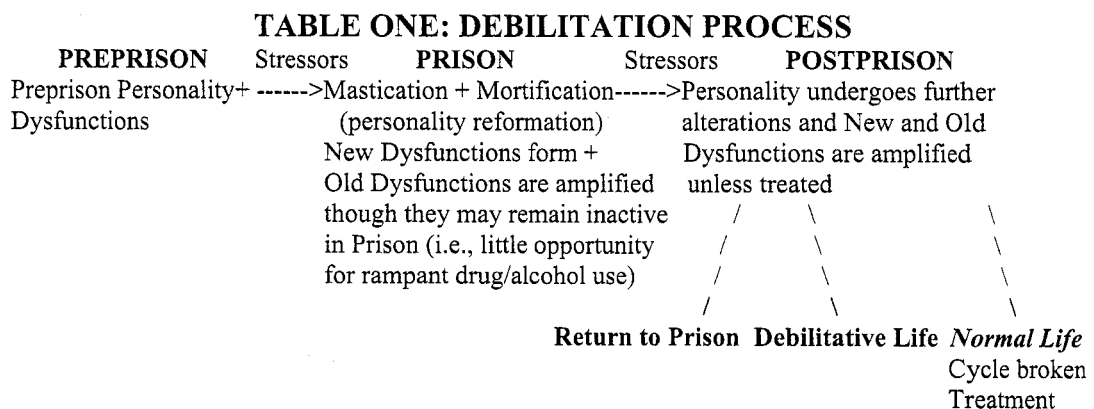 TABLE ONE: DEBILITATION PROCESS
PREPRISON Stressors PRISON Stressors POSTPRISON
Preprison Personality+ ------>Mastication + Mortification------>Personality undergoes further
Dysfunctions (personality reformation) alterations and New and Old
New Dysfunctions form + Dysfunctions are amplified
Old Dysfunctions are amplified unless treated
though they may remain inactive / \ \
in Prison (i.e., little opportunity / \ \
for rampant drug/alcohol use) / \ \
/ \ \
Return to Prison Debilitative Life Normal Life
Cycle broken
Treatment